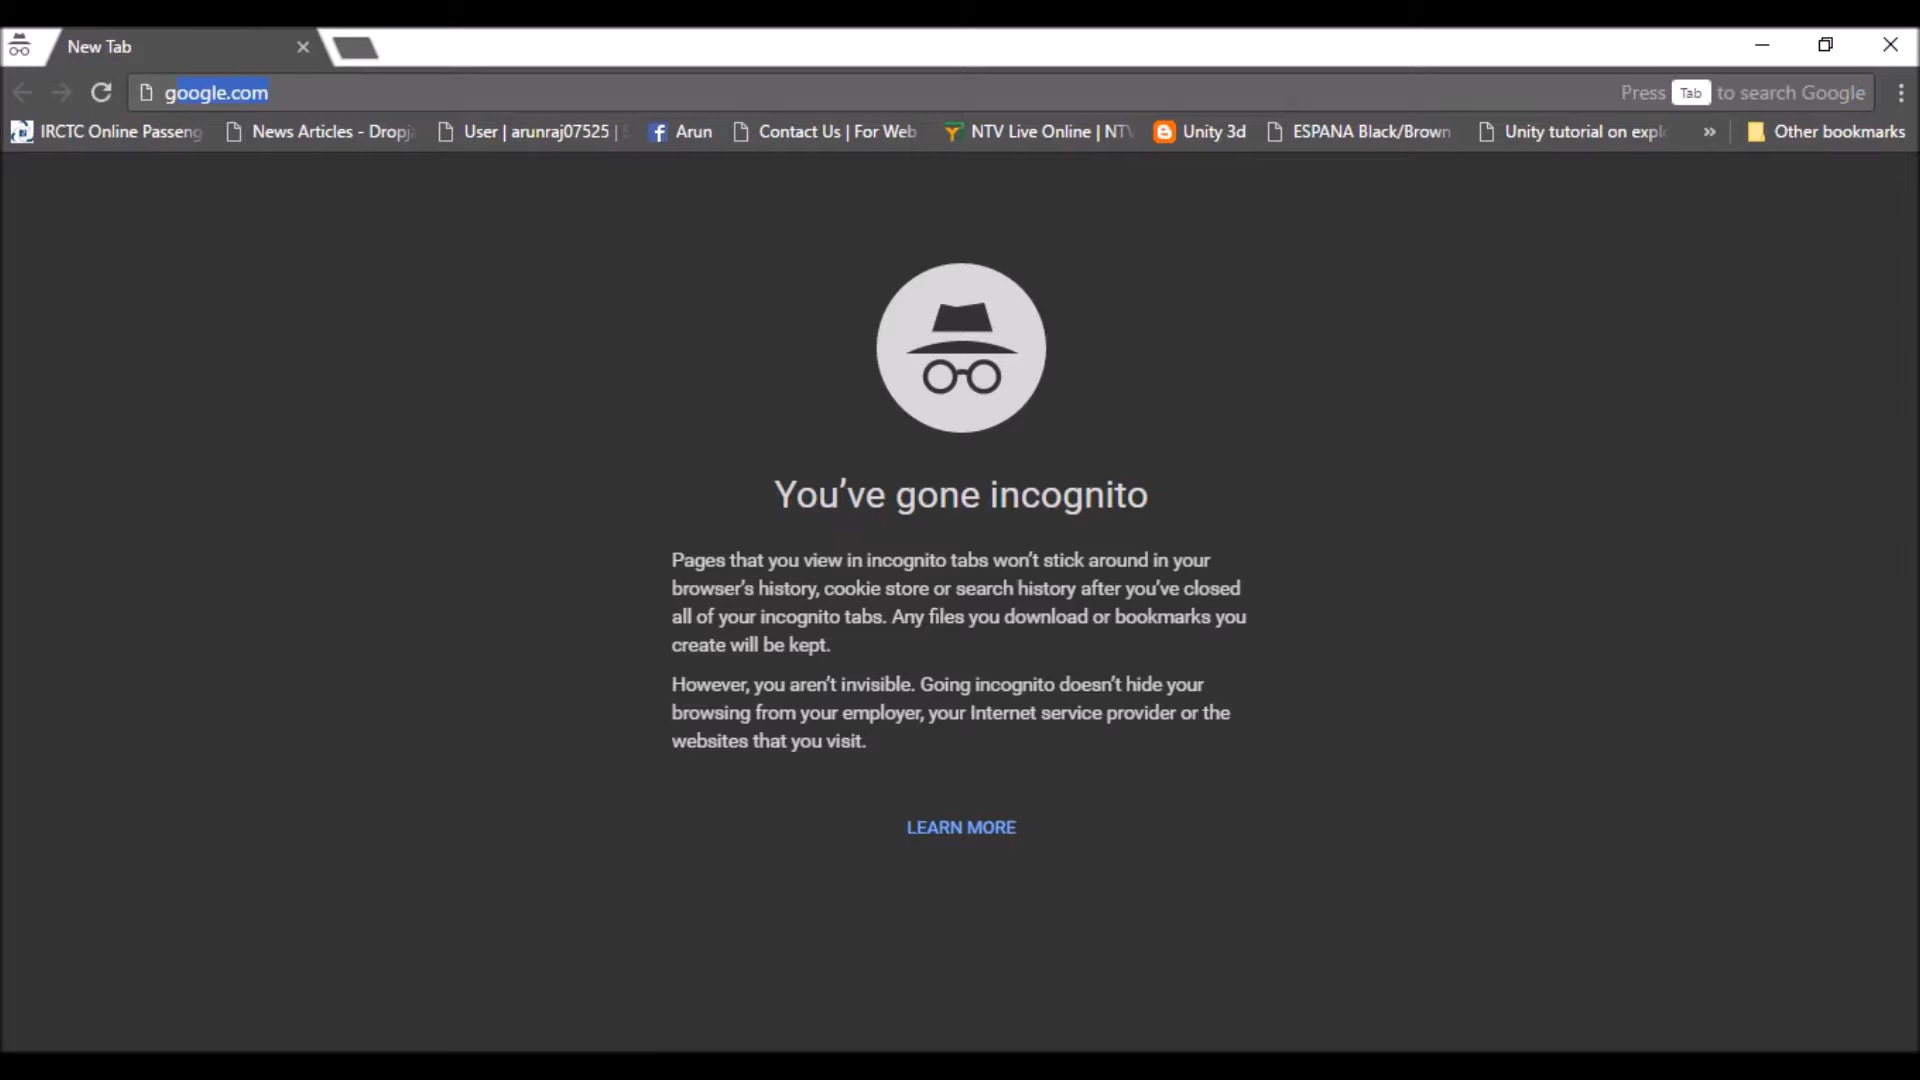 New Tab
google.com
Press Tab to search Google
IRCTC Online Passeng
News Articles - Dropj
User | arunraj07525 |
Arun
Contact Us | For Web
NTV Live Online | NTV
Unity 3d
ESPANA Black/Brown
Unity tutorial on explo
»
Other bookmarks
You've gone incognito
Pages that you view in incognito tabs won't stick around in your
browser's history, cookie store or search history after you've closed
all of your incognito tabs. Any files you download or bookmarks you
create will be kept.
However, you aren't invisible. Going incognito doesn't hide your
browsing from your employer, your Internet service provider or the
websites that you visit.
LEARN MORE